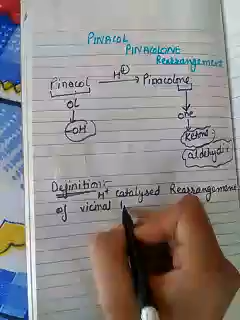 PINACOL
PINACOLONE
Rearrangement
Pinacol H⊕ Pinacolone
ol one
-OH Ketone
aldehyde
Definition:-
H⊕ catalysed Rearrangement
of vicinal